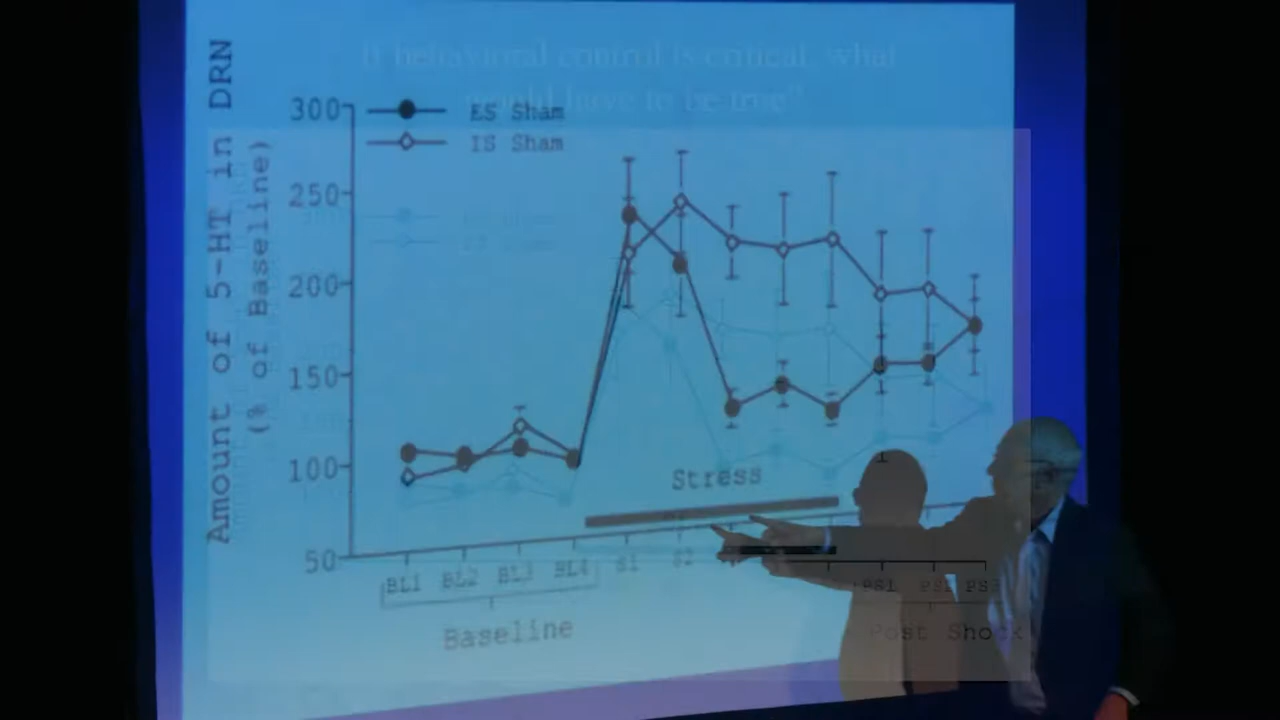 If behavioral control is critical, what
would have to be true?
Amount of 5-HT in DRN
(% of Baseline)
300
250
200
150
100
50
ES Sham
IS Sham
Stress
BL1 BL2 BL3 BL4 S1 S2 PS1 PS2 PS3
Baseline
Post Shock